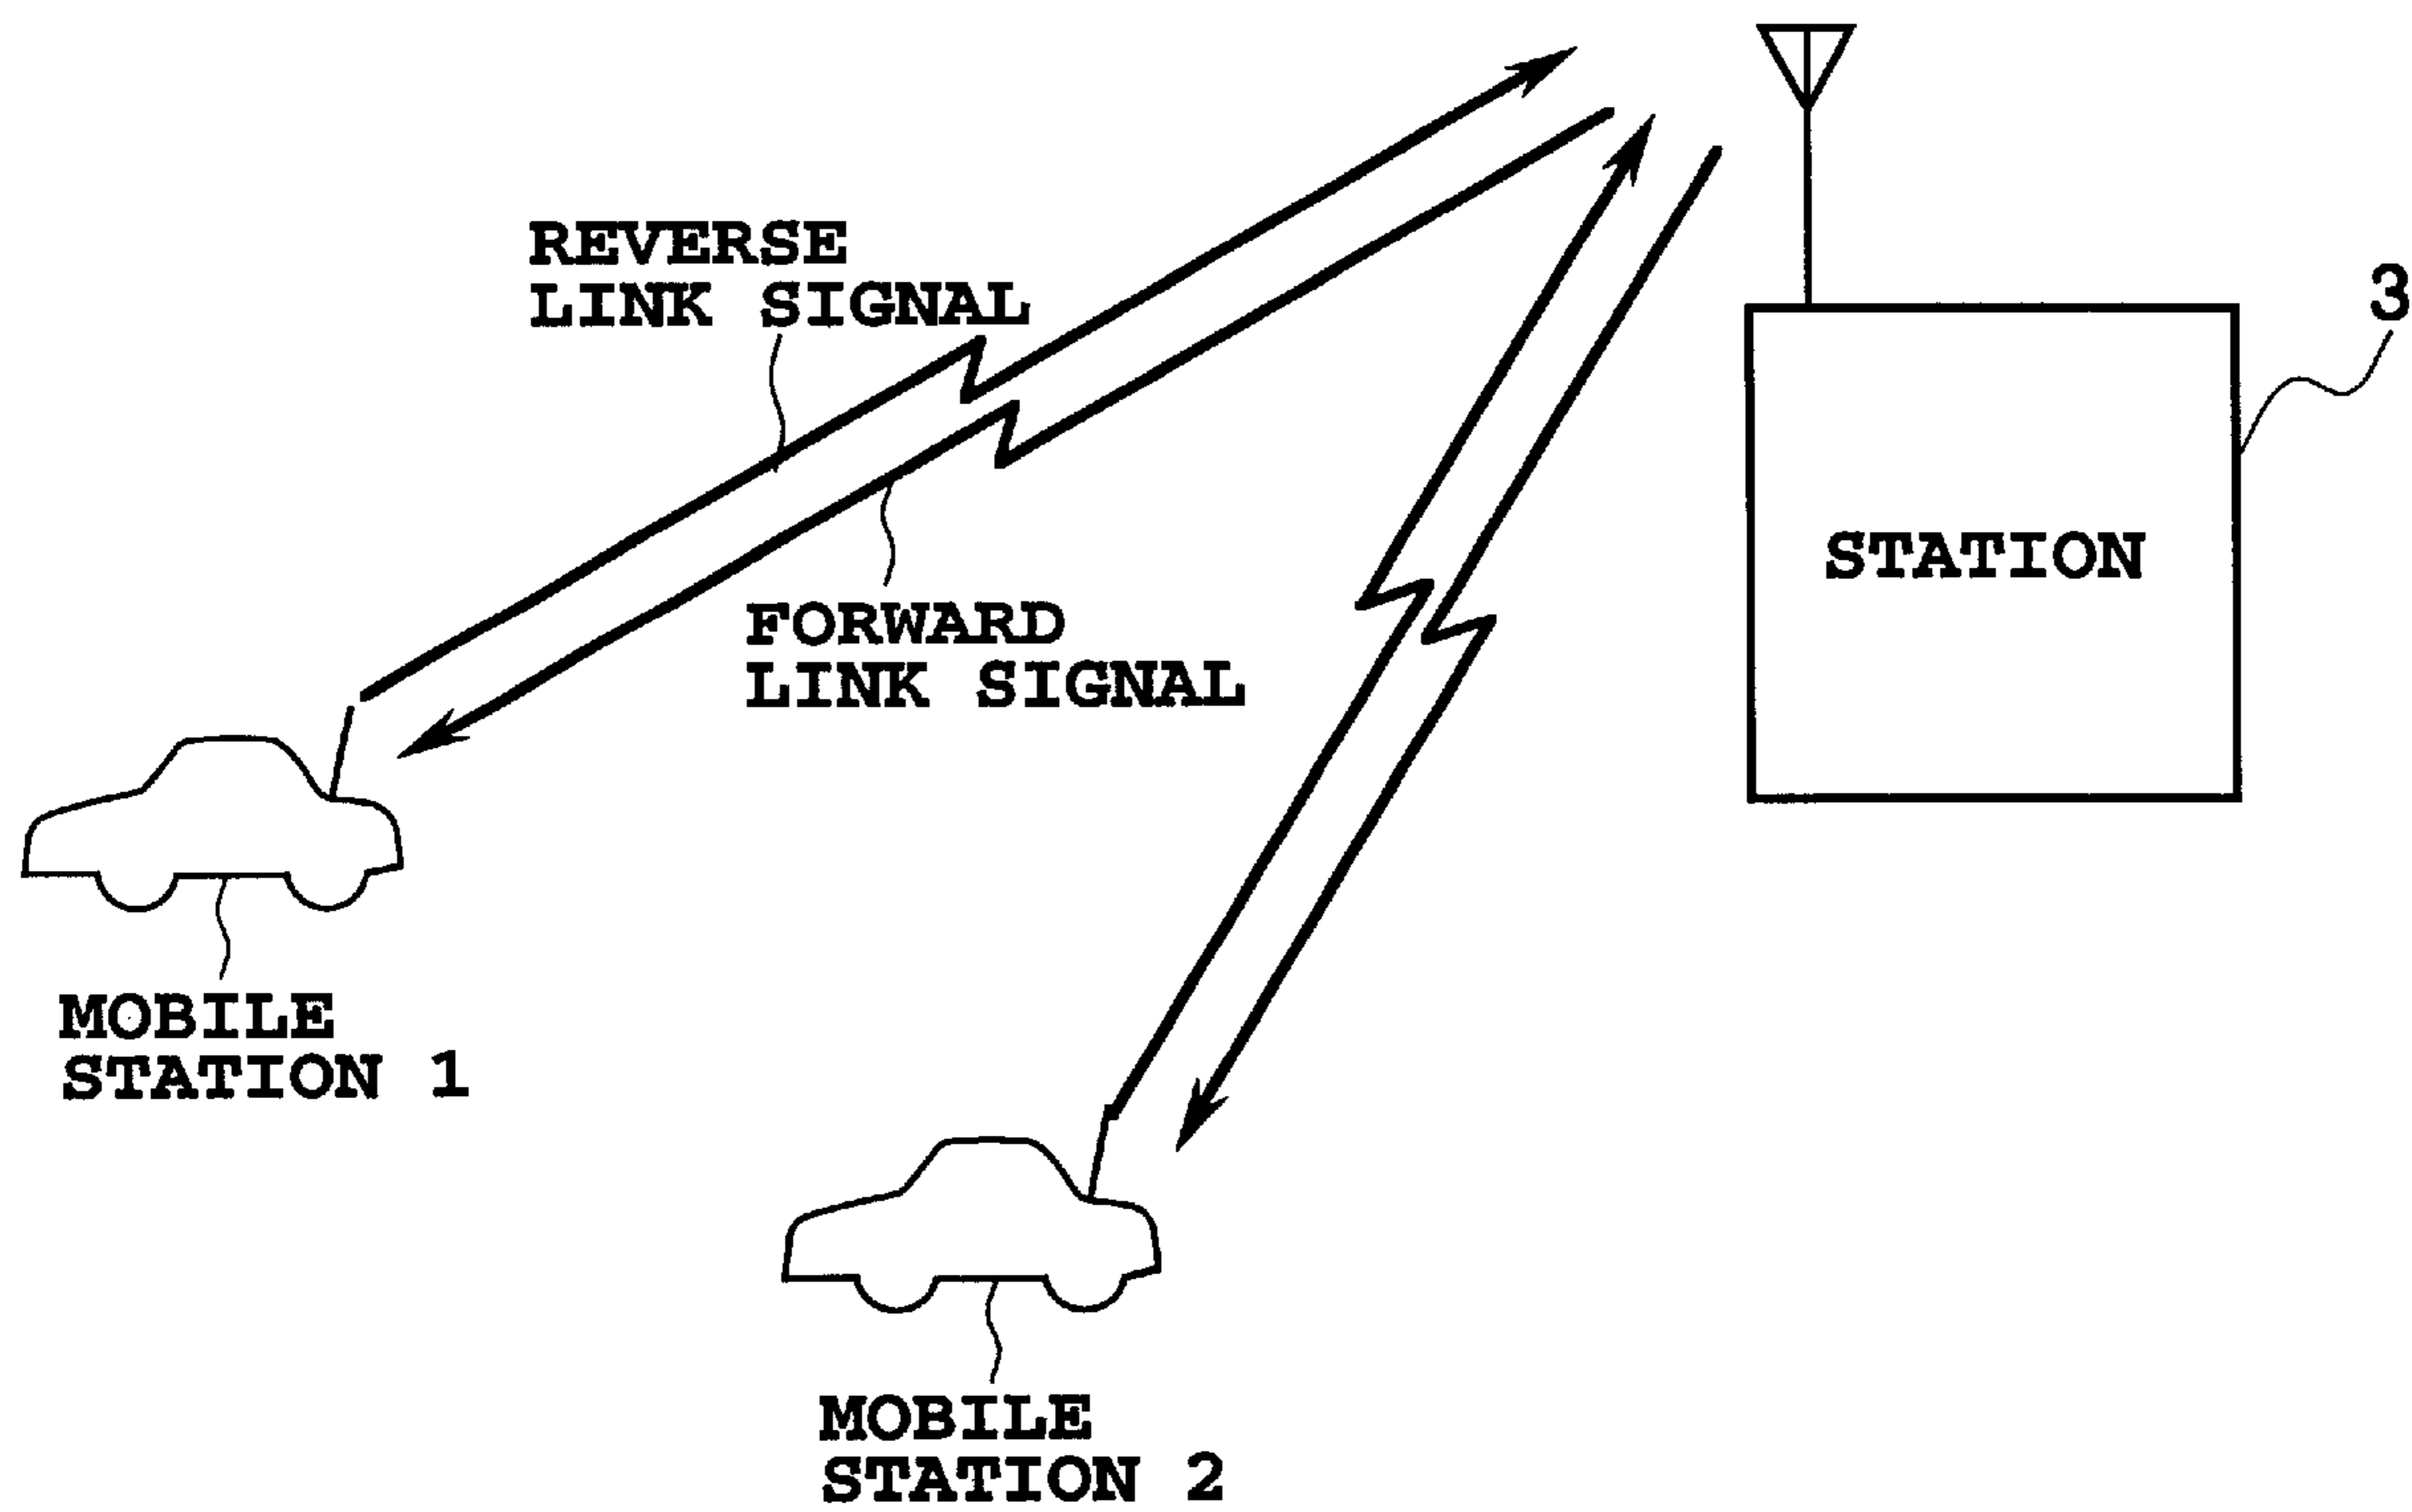 REVERSE
LINK SIGNAL
3
STATION
FORWARD
LINK SIGNAL
MOBILE
STATION 1
MOBILE
STATION 2